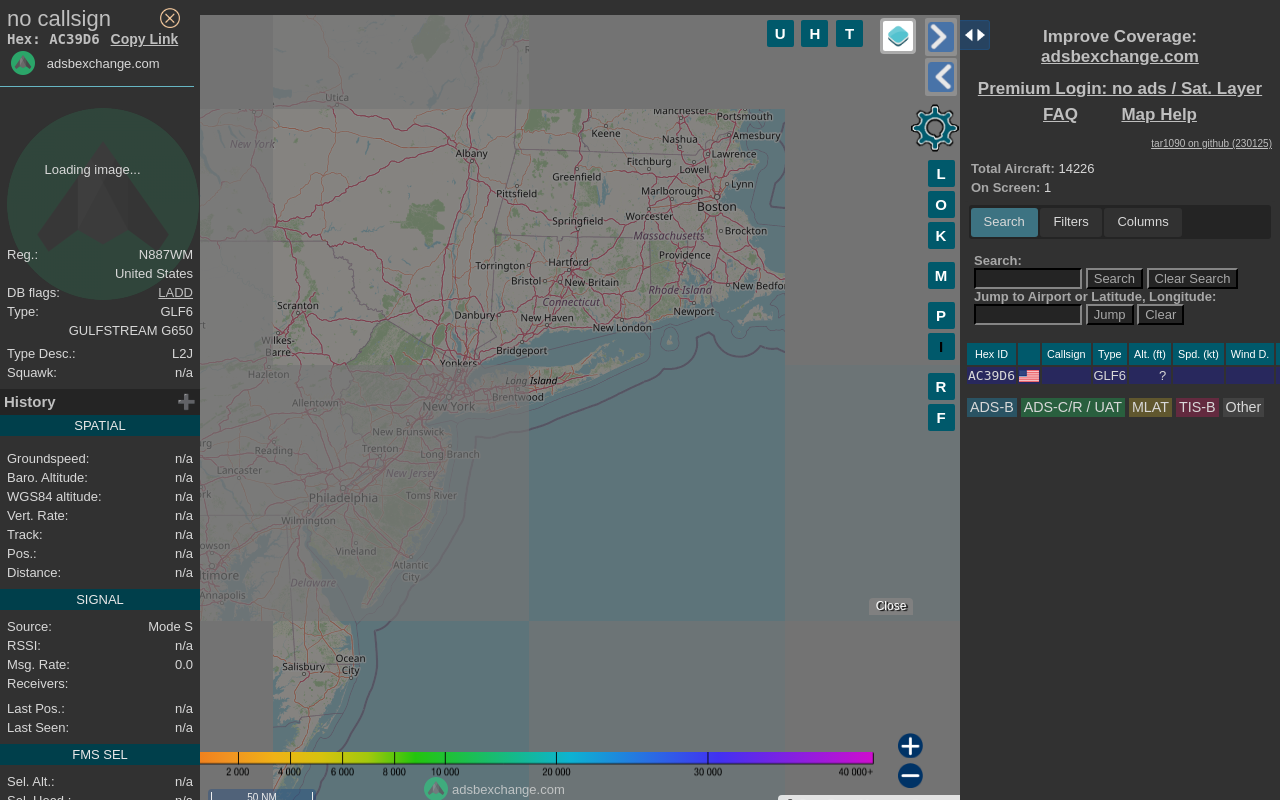 no callsign
Hex: AC39D6 Copy Link
adsbexchange.com
Loading image...
Reg.: N887WM
United States
DB flags: LADD
Type: GLF6
GULFSTREAM G650
Type Desc.: L2J
Squawk: n/a
History
SPATIAL
Groundspeed: n/a
Baro. Altitude: n/a
WGS84 altitude: n/a
Vert. Rate: n/a
Track: n/a
Pos.: n/a
Distance: n/a
SIGNAL
Source: Mode S
RSSI: n/a
Msg. Rate: 0.0
Receivers:
Last Pos.: n/a
Last Seen: n/a
FMS SEL
Sel. Alt.: n/a
Sel. Head.: n/a
U H T
L
O
K
M
P
I
R
F
Utica
New York
Albany
Manchester
Portsmouth
Keene
Nashua
Amesbury
Fitchburg
Lawrence
Greenfield
Lowell
Pittsfield
Marlborough
Lynn
Springfield
Worcester
Boston
Massachusetts
Brookton
Torrington
Hartford
Providence
Bristol
New Britain
Rhode Island
New Bedfor
Scranton
Connecticut
Danbury
New Haven
New London
Newport
Wilkes-
Barre
Bridgeport
Yonkers
Hazleton
Long Island
Allentown
New York
Brentwood
New Brunswick
Reading
Trenton
Long Branch
Lancaster
New Jersey
Philadelphia
Toms River
Wilmington
Vineland
Atlantic
City
Delaware
Annapolis
Salisbury
Ocean
City
Close
2 000 4 000 6 000 8 000 10 000 20 000 30 000 40 000+
adsbexchange.com
50 NM
Improve Coverage:
adsbexchange.com
Premium Login: no ads / Sat. Layer
FAQ Map Help
tar1090 on github (230125)
Total Aircraft: 14226
On Screen: 1
Search Filters Columns
Search:
Search Clear Search
Jump to Airport or Latitude, Longitude:
Jump Clear
Hex ID Callsign Type Alt. (ft) Spd. (kt) Wind D.
AC39D6 GLF6 ?
ADS-B ADS-C/R / UAT MLAT TIS-B Other